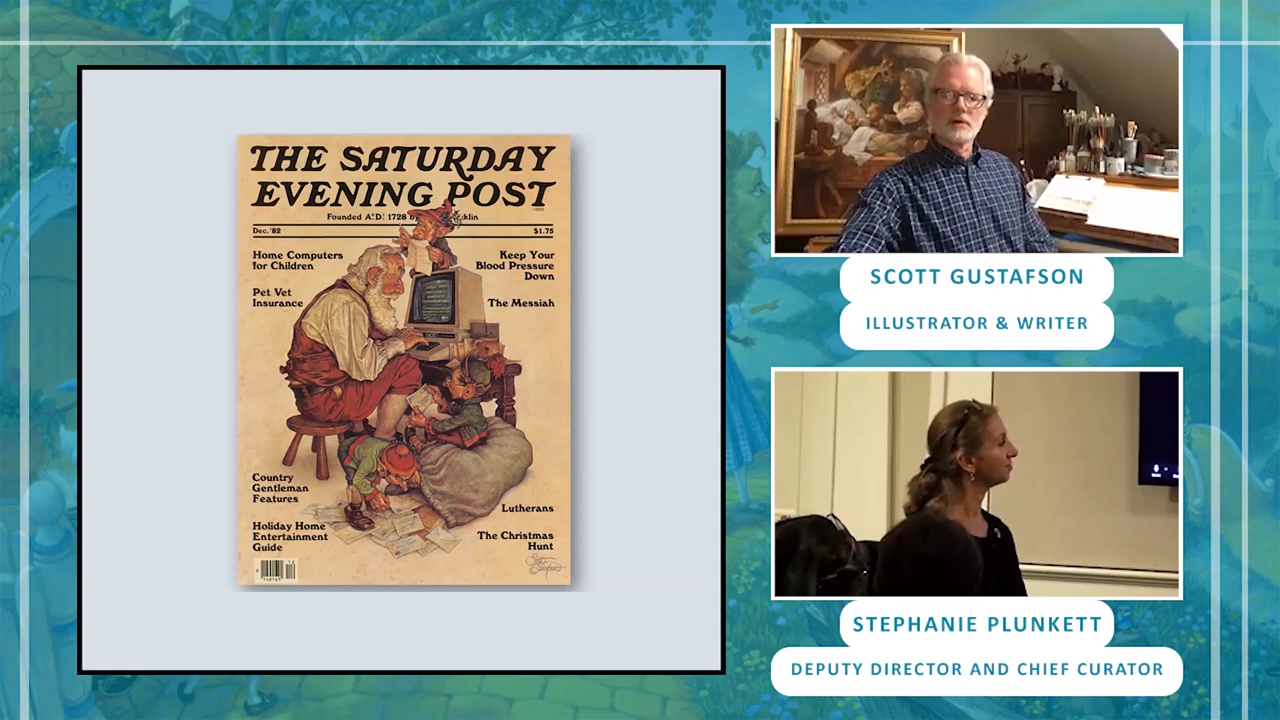 THE SATURDAY
EVENING POST
Founded A.D. 1728 b klin
Dec. '82
$1.75
Home Computers
for Children
Pet Vet
Insurance
Keep Your
Blood Pressure
Down
The Messiah
Country
Gentleman
Features
Holiday Home
Entertainment
Guide
Lutherans
The Christmas
Hunt
SCOTT GUSTAFSON
ILLUSTRATOR & WRITER
STEPHANIE PLUNKETT
DEPUTY DIRECTOR AND CHIEF CURATOR